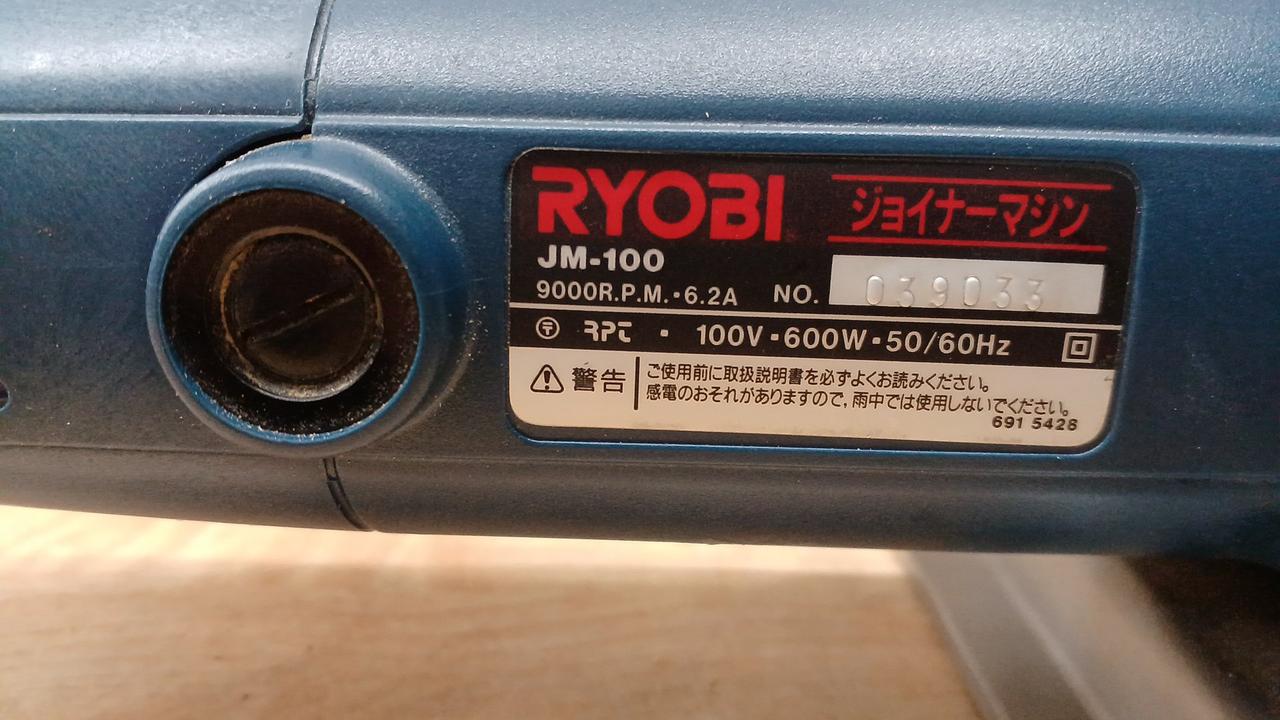 RYOBI
ジョイナーマシン
JM-100
9000R.P.M.・6.2A NO. 039033
〒 RPT ・ 100V・600W・50/60Hz
警告
ご使用前に取扱説明書を必ずよくお読みください。
感電のおそれがありますので、雨中では使用しないでください。
691 5428